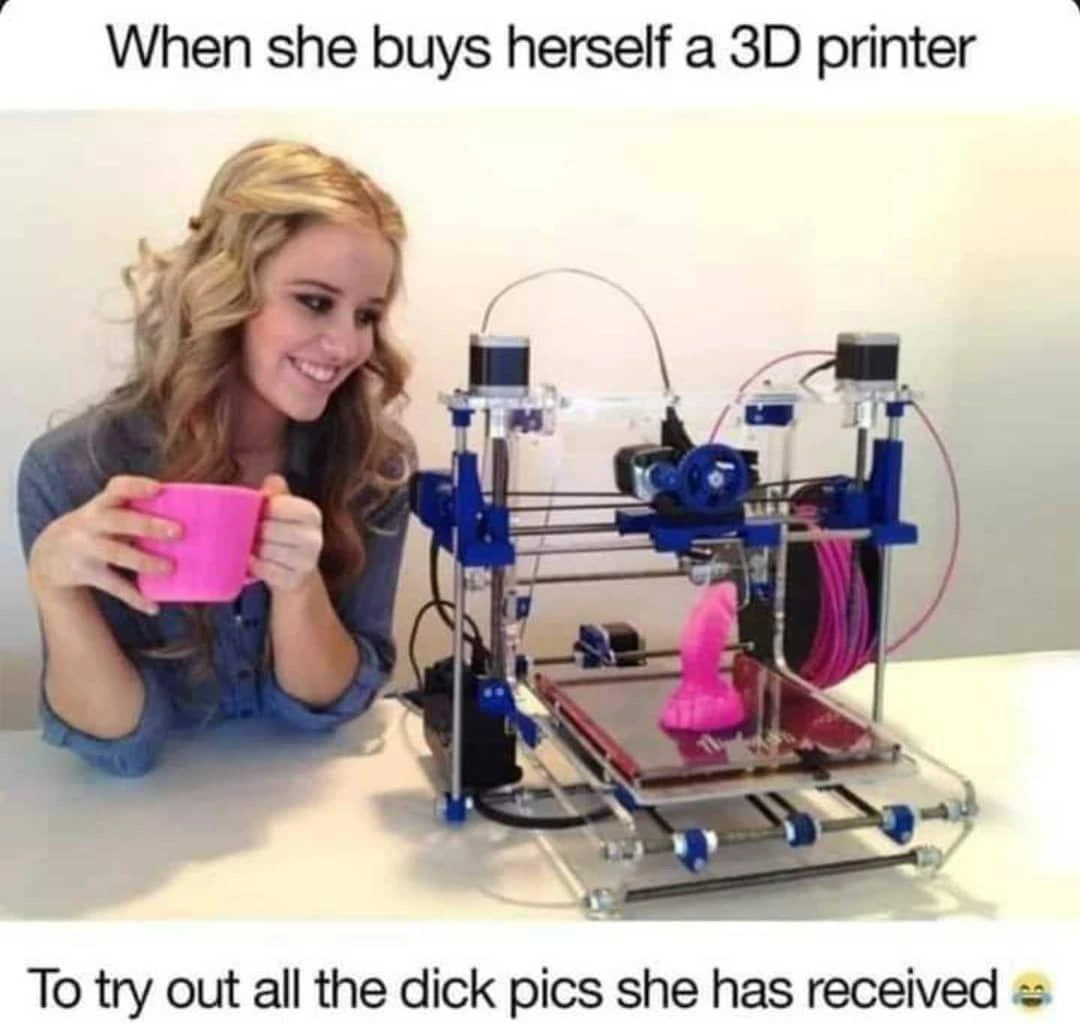 When she buys herself a 3D printer
To try out all the dick pics she has received 😂